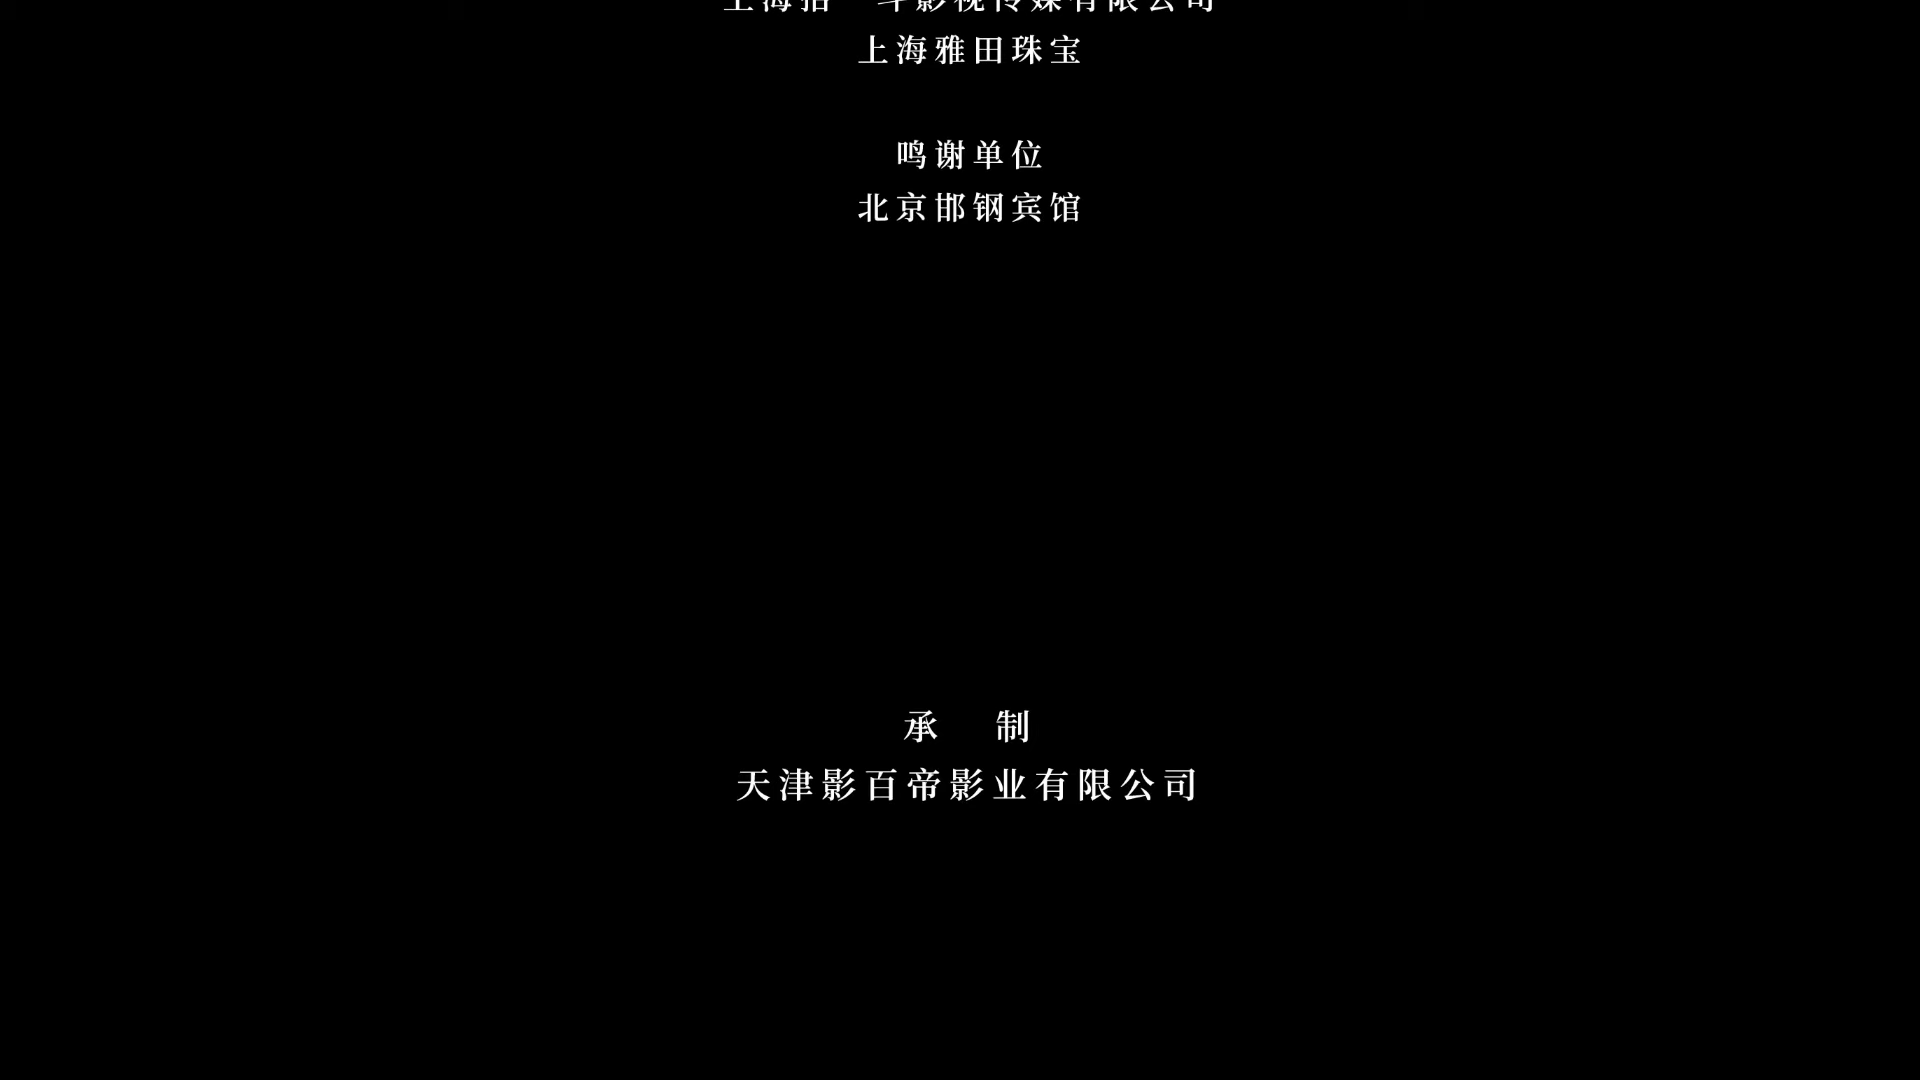 上海雅田珠宝
鸣谢单位
北京邯钢宾馆
承 制
天津影百帝影业有限公司